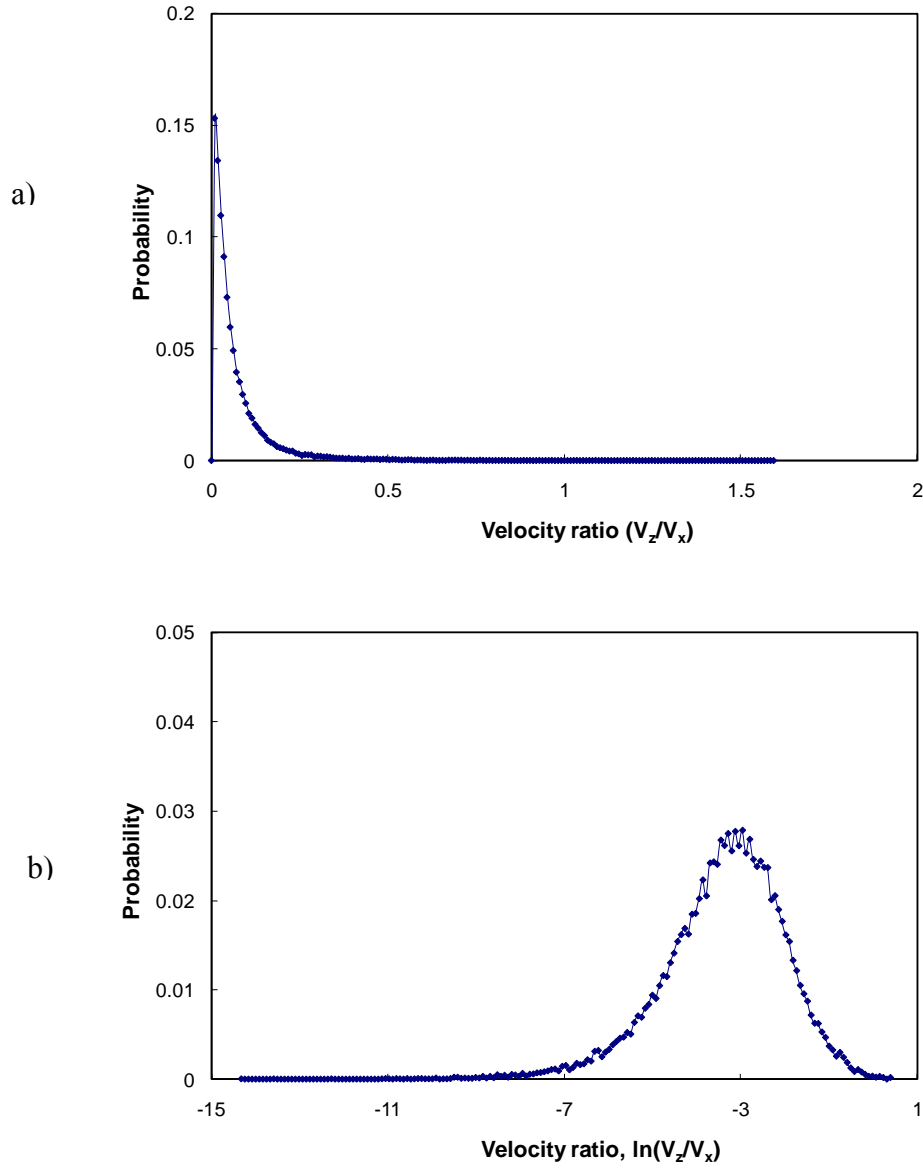 a)
0.2
0.15
0.1
0.05
0
Probability
0 0.5 1 1.5 2
Velocity ratio (Vz/Vx)
b)
0.05
0.04
0.03
0.02
0.01
0
Probability
-15 -11 -7 -3 1
Velocity ratio, ln(Vz/Vx)